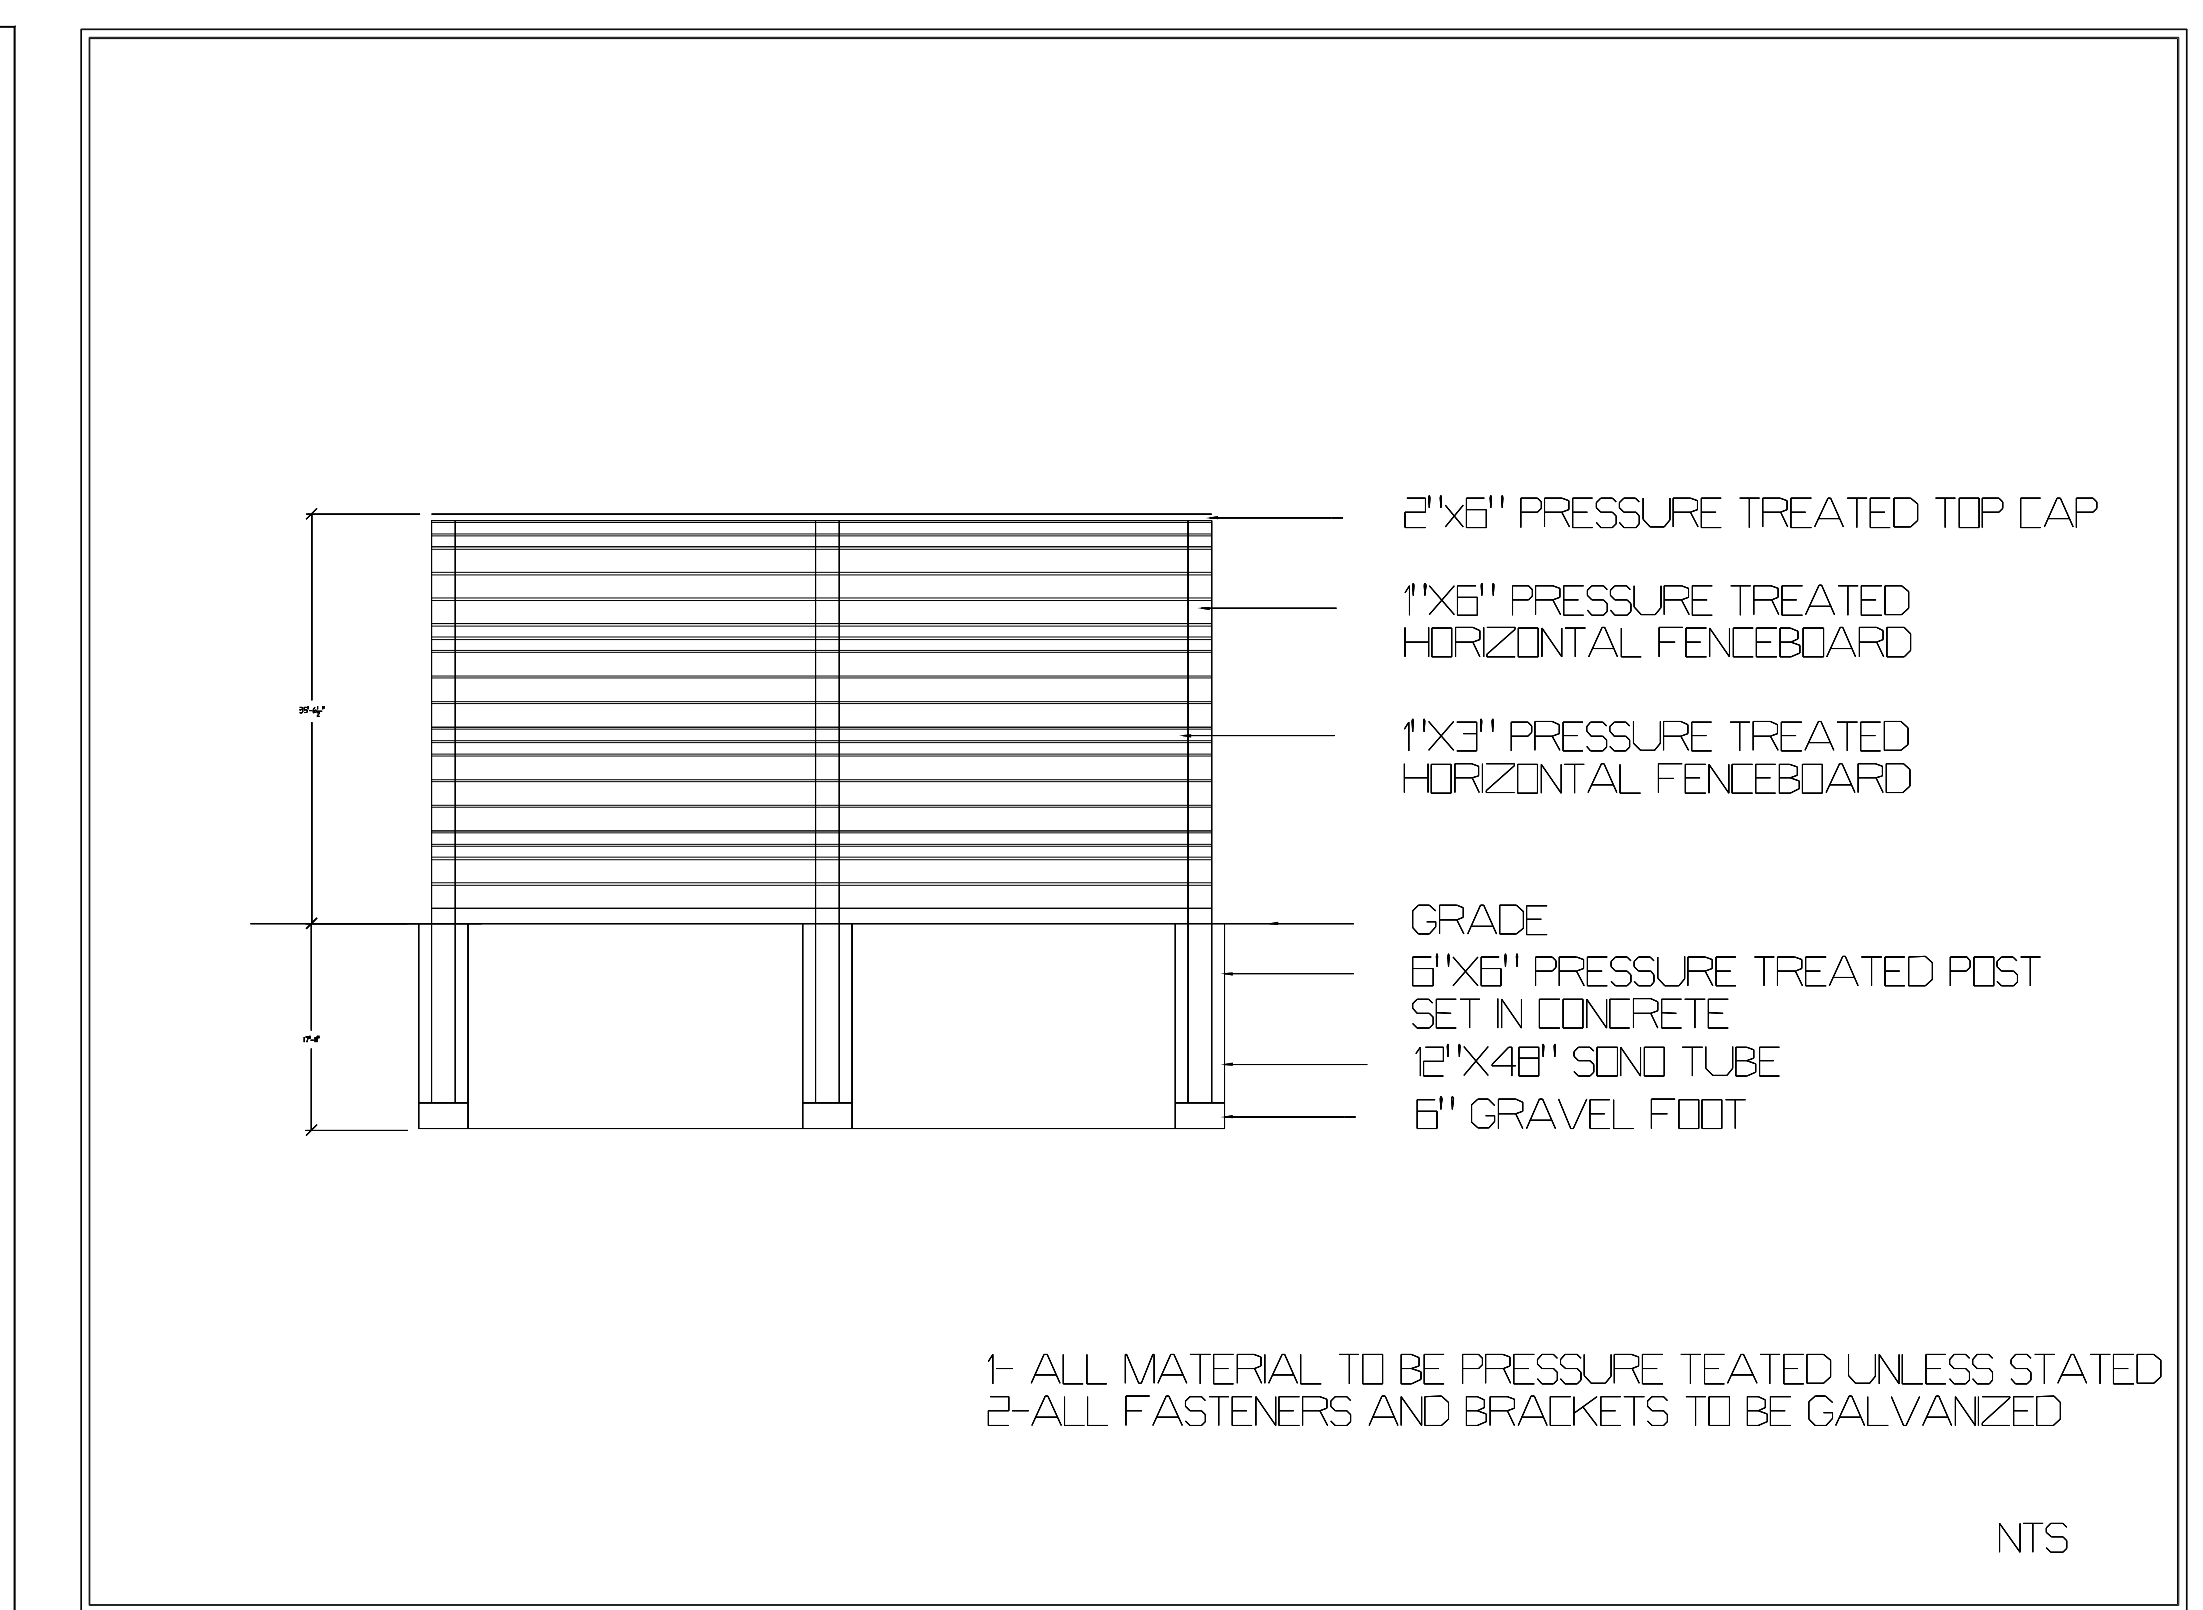 2"x6" PRESSURE TREATED TOP CAP
1"X6" PRESSURE TREATED
HORIZONTAL FENCEBOARD
1"X3" PRESSURE TREATED
HORIZONTAL FENCEBOARD
GRADE
6"X6" PRESSURE TREATED POST
SET IN CONCRETE
12"X48" SONO TUBE
6" GRAVEL FOOT
1- ALL MATERIAL TO BE PRESSURE TEATED UNLESS STATED
2-ALL FASTENERS AND BRACKETS TO BE GALVANIZED
NTS